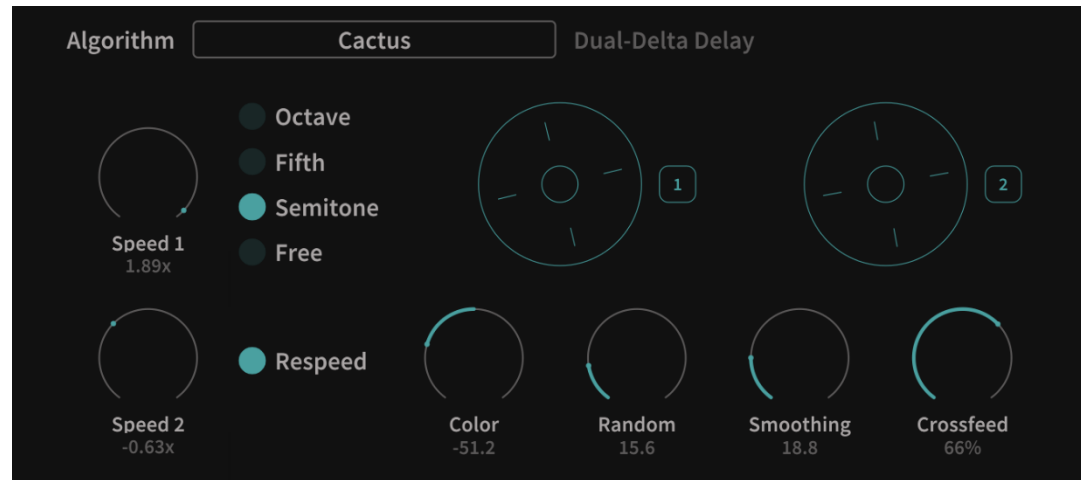 Algorithm Cactus Dual-Delta Delay
Octave
Fifth
Semitone
Free
Speed 1
1.89x
1
2
Respeed
Speed 2
-0.63x
Color
-51.2
Random
15.6
Smoothing
18.8
Crossfeed
66%